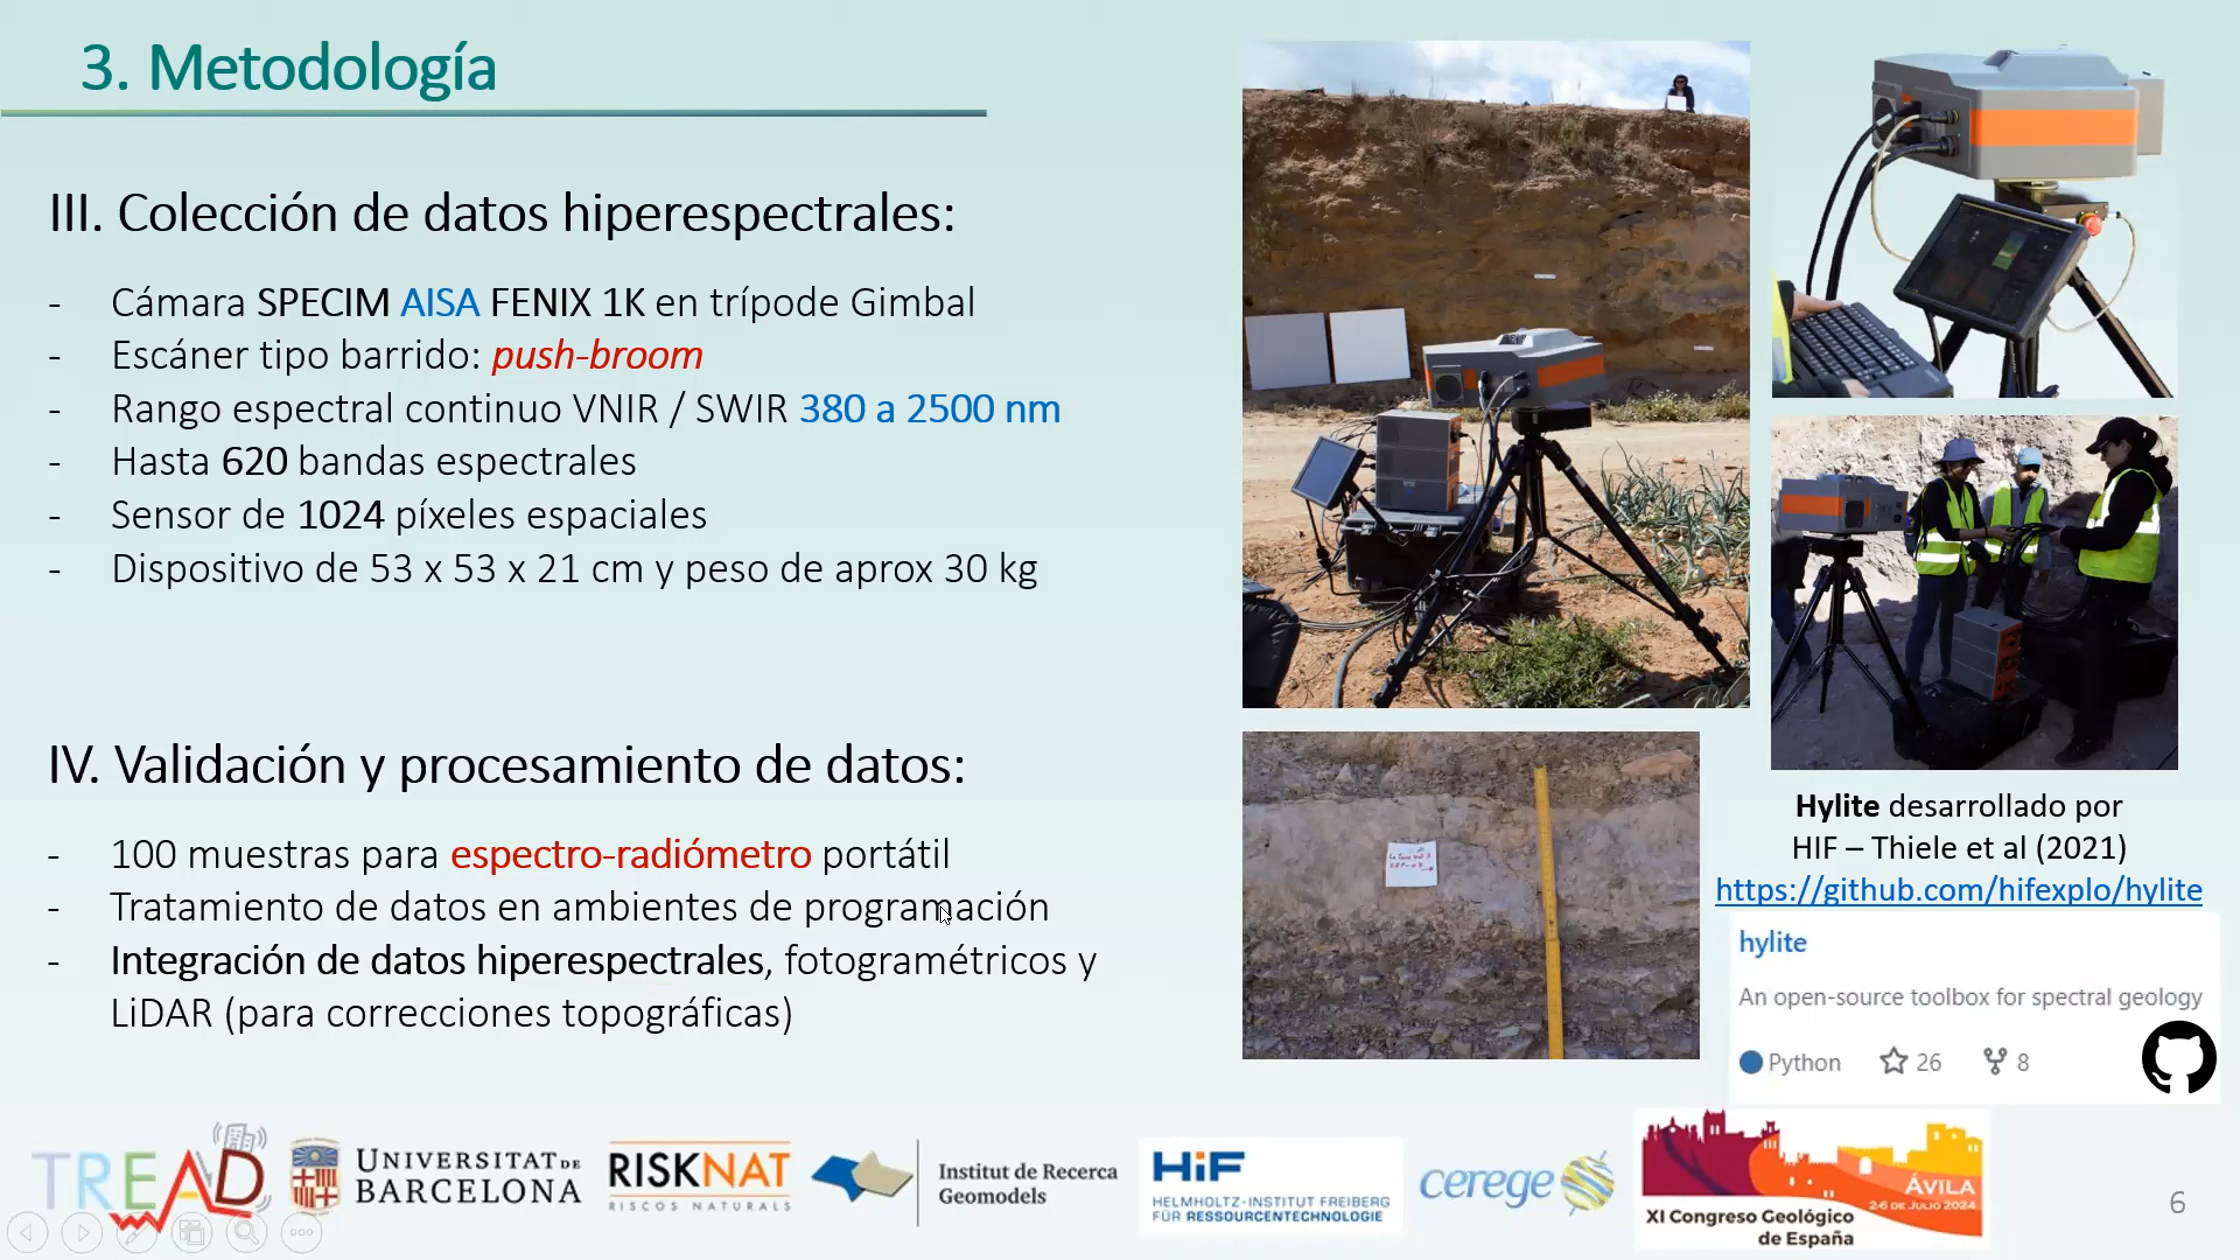 3. Metodología
III. Colección de datos hiperespectrales:
- Cámara SPECIM AISA FENIX 1K en trípode Gimbal
- Escáner tipo barrido: push-broom
- Rango espectral continuo VNIR / SWIR 380 a 2500 nm
- Hasta 620 bandas espectrales
- Sensor de 1024 píxeles espaciales
- Dispositivo de 53 x 53 x 21 cm y peso de aprox 30 kg
IV. Validación y procesamiento de datos:
- 100 muestras para espectro-radiómetro portátil
- Tratamiento de datos en ambientes de programación
- Integración de datos hiperespectrales, fotogramétricos y
LiDAR (para correcciones topográficas)
Hylite desarrollado por
HIF – Thiele et al (2021)
https://github.com/hifexplo/hylite
hylite
An open-source toolbox for spectral geology
Python 26 8
TREAD
UNIVERSITAT DE
BARCELONA
RISKNAT
RISCOS NATURALS
Institut de Recerca
Geomodels
HiF
HELMHOLTZ-INSTITUT FREIBERG
FÜR RESSOURCENTECHNOLOGIE
cerege
ÁVILA
2-6 DE JULIO 2024
XI Congreso Geológico
de España
6